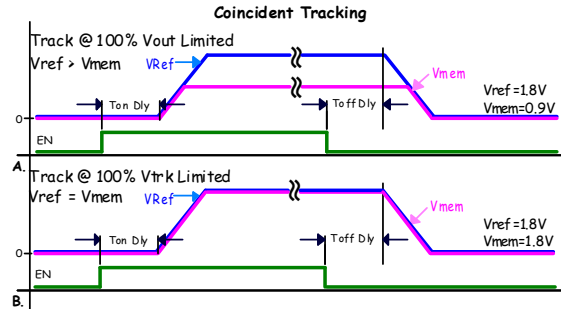 Coincident Tracking
Track @ 100% Vout Limited
Vref > Vmem
VRef
Vmem
Vref=1.8V
Vmem=0.9V
Ton Dly
Toff Dly
0
EN
A.
Track @ 100% Vtrk Limited
Vref = Vmem
VRef
Vmem
Vref=1.8V
Vmem=1.8V
Ton Dly
Toff Dly
0
EN
B.